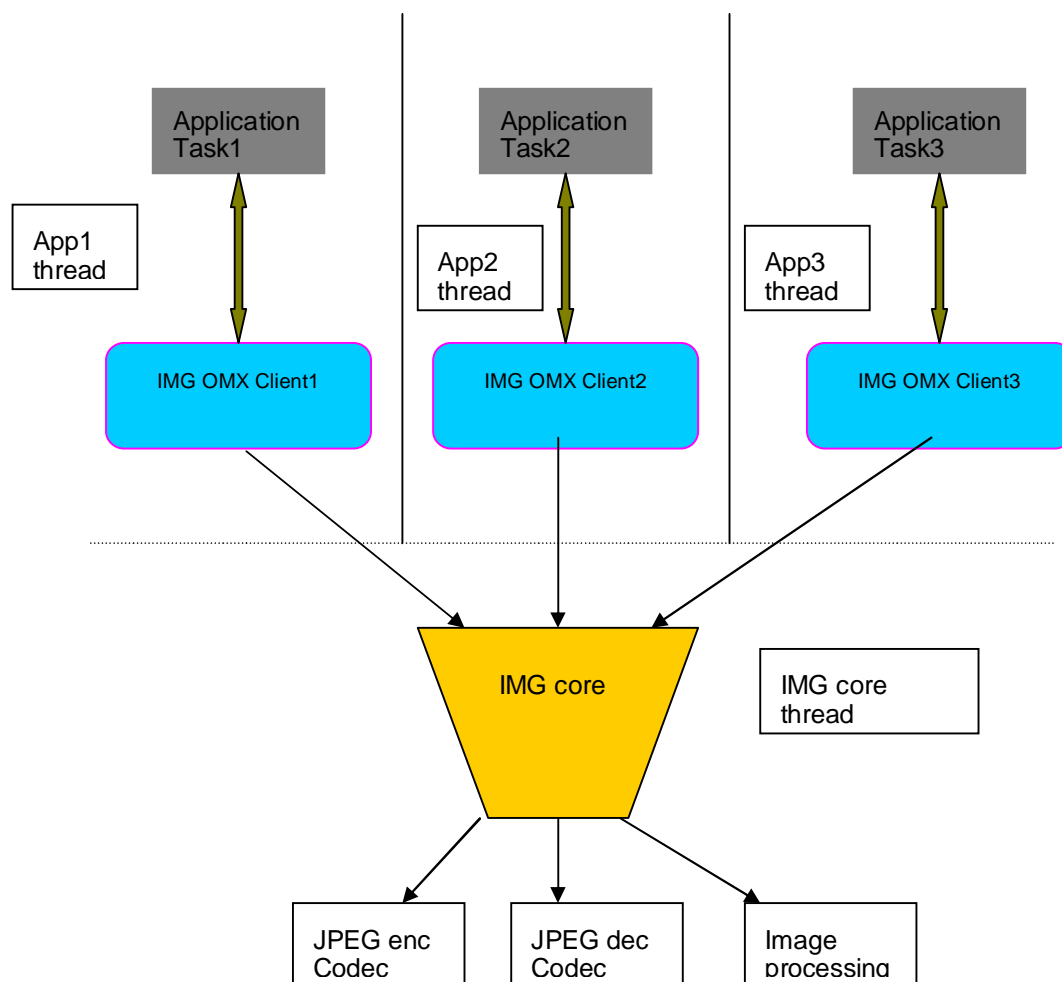 Application
Task1
Application
Task2
Application
Task3
App1
thread
App2
thread
App3
thread
IMG OMX Client1
IMG OMX Client2
IMG OMX Client3
IMG core
IMG core
thread
JPEG enc
Codec
JPEG dec
Codec
Image
processing